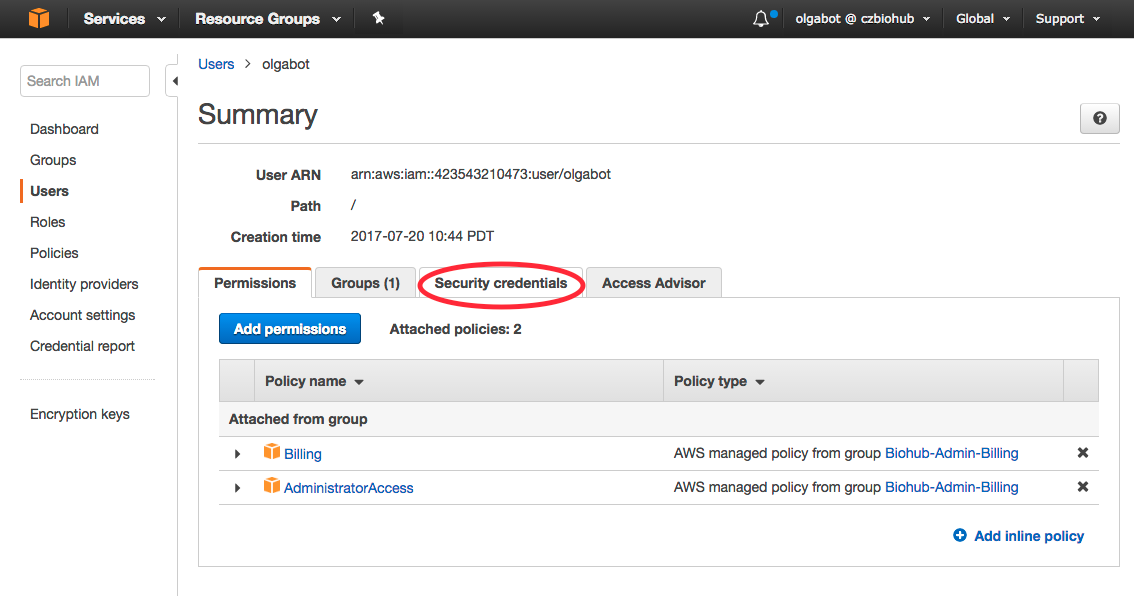 Services Resource Groups olgabot @ czbiohub Global Support
Search IAM
Dashboard
Groups
Users
Roles
Policies
Identity providers
Account settings
Credential report
Encryption keys
Users > olgabot
Summary
?
User ARN arn:aws:iam::423543210473:user/olgabot
Path /
Creation time 2017-07-20 10:44 PDT
Permissions Groups (1) Security credentials Access Advisor
Add permissions Attached policies: 2
Policy name Policy type
Attached from group
Billing AWS managed policy from group Biohub-Admin-Billing
AdministratorAccess AWS managed policy from group Biohub-Admin-Billing
Add inline policy